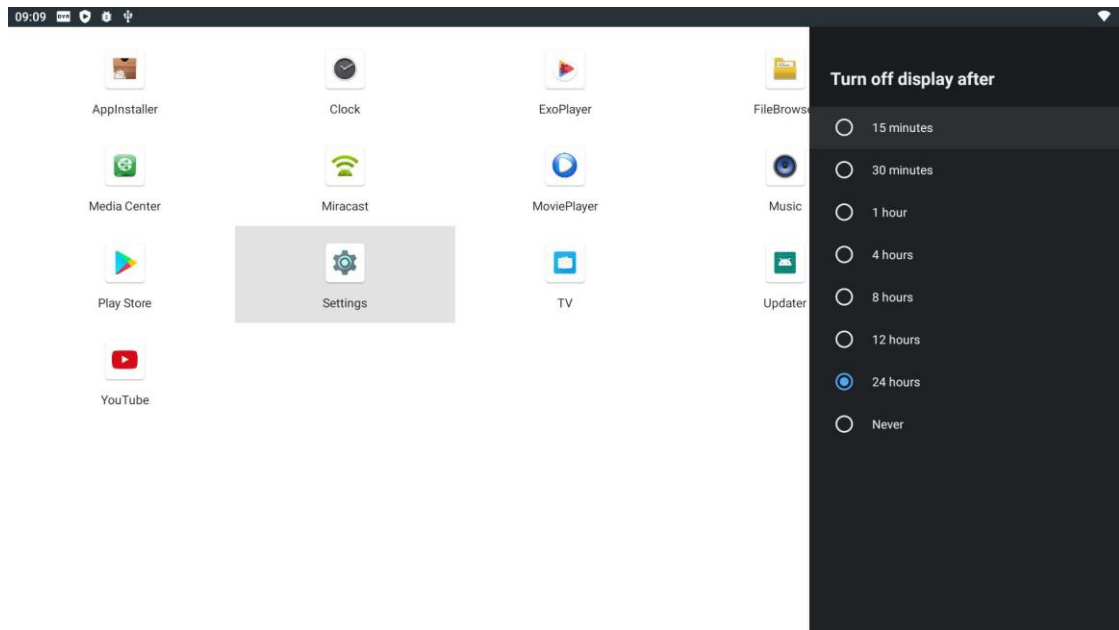 09:09 DVR
AppInstaller
Clock
ExoPlayer
FileBrowse
Media Center
Miracast
MoviePlayer
Music
Play Store
Settings
TV
Updater
YouTube
Turn off display after
15 minutes
30 minutes
1 hour
4 hours
8 hours
12 hours
24 hours
Never